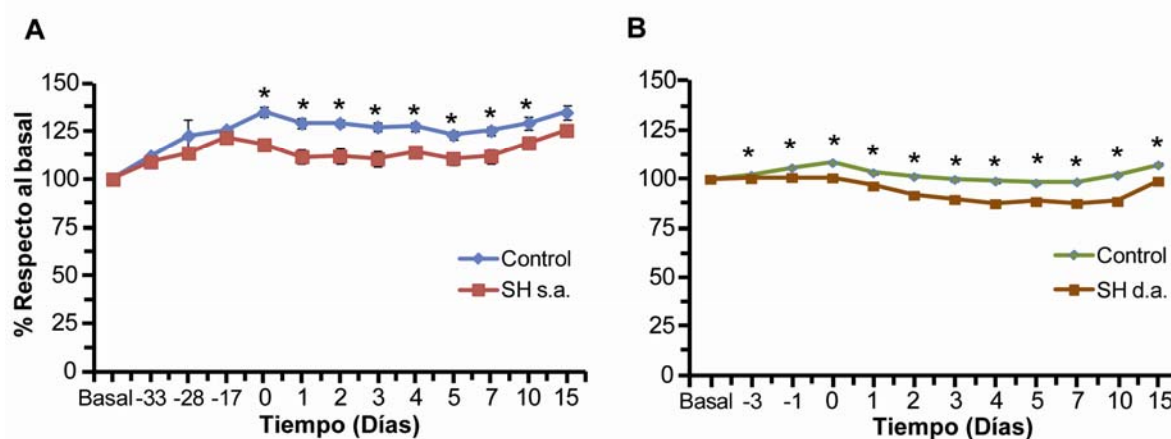 A
% Respecto al basal
150
125
100
75
50
25
0
* * * * * * * *
Control
SH s.a.
Basal -33 -28 -17 0 1 2 3 4 5 7 10 15
Tiempo (Días)
B
150
125
100
75
50
25
0
* * * * * * * * * * *
Control
SH d.a.
Basal -3 -1 0 1 2 3 4 5 7 10 15
Tiempo (Días)